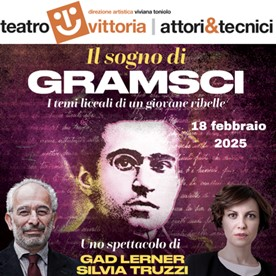 direzione artistica viviana toniolo
teatro vittoria | attori&tecnici
Il sogno di
GRAMSCI
I temi liceali di un giovane ribelle
18 febbraio
2025
Uno spettacolo di
GAD LERNER
SILVIA TRUZZI